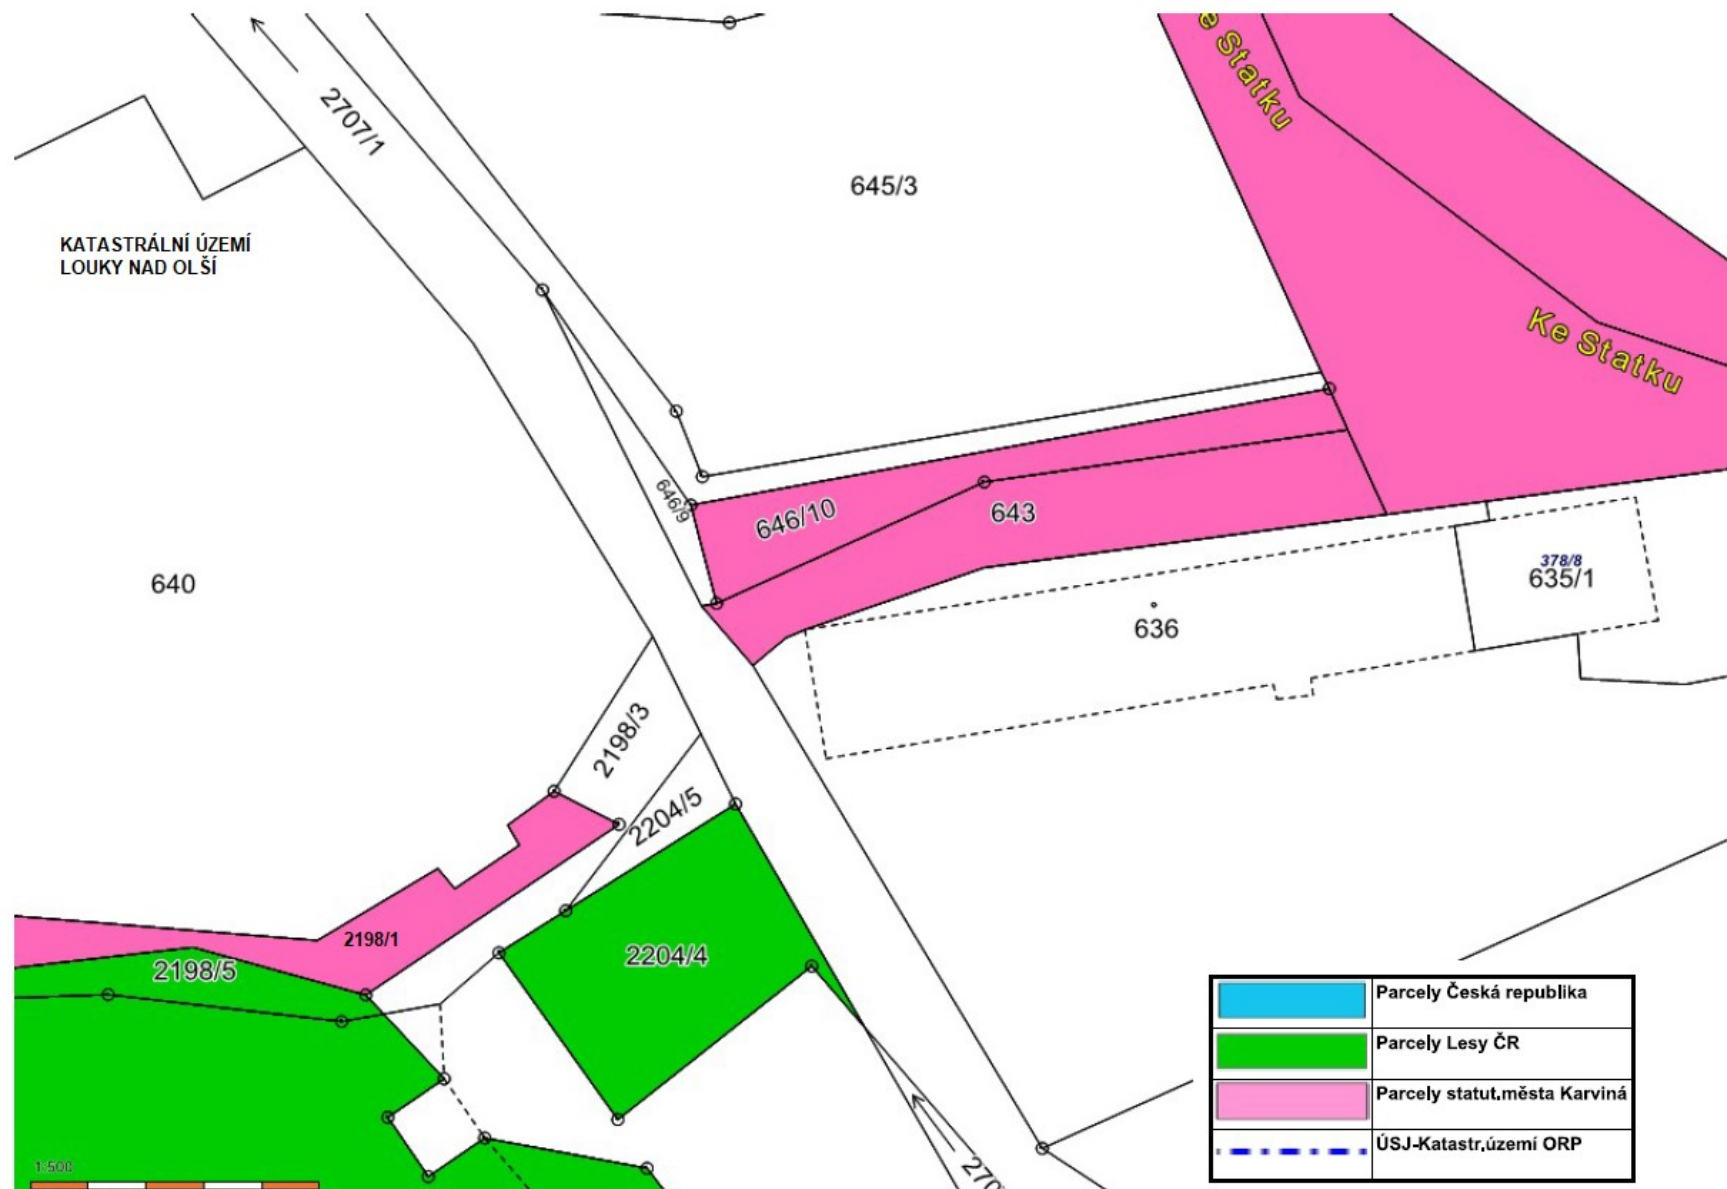 Ke Statku
2707/1
645/3
KATASTRÁLNÍ ÚZEMÍ
LOUKY NAD OLŠÍ
Ke Statku
646/9
646/10
643
640
378/8
635/1
636
2198/3
2204/5
2198/1
2198/5
2204/4
Parcely Česká republika
Parcely Lesy ČR
Parcely statut.města Karviná
ÚSJ-Katastr.území ORP
1:500